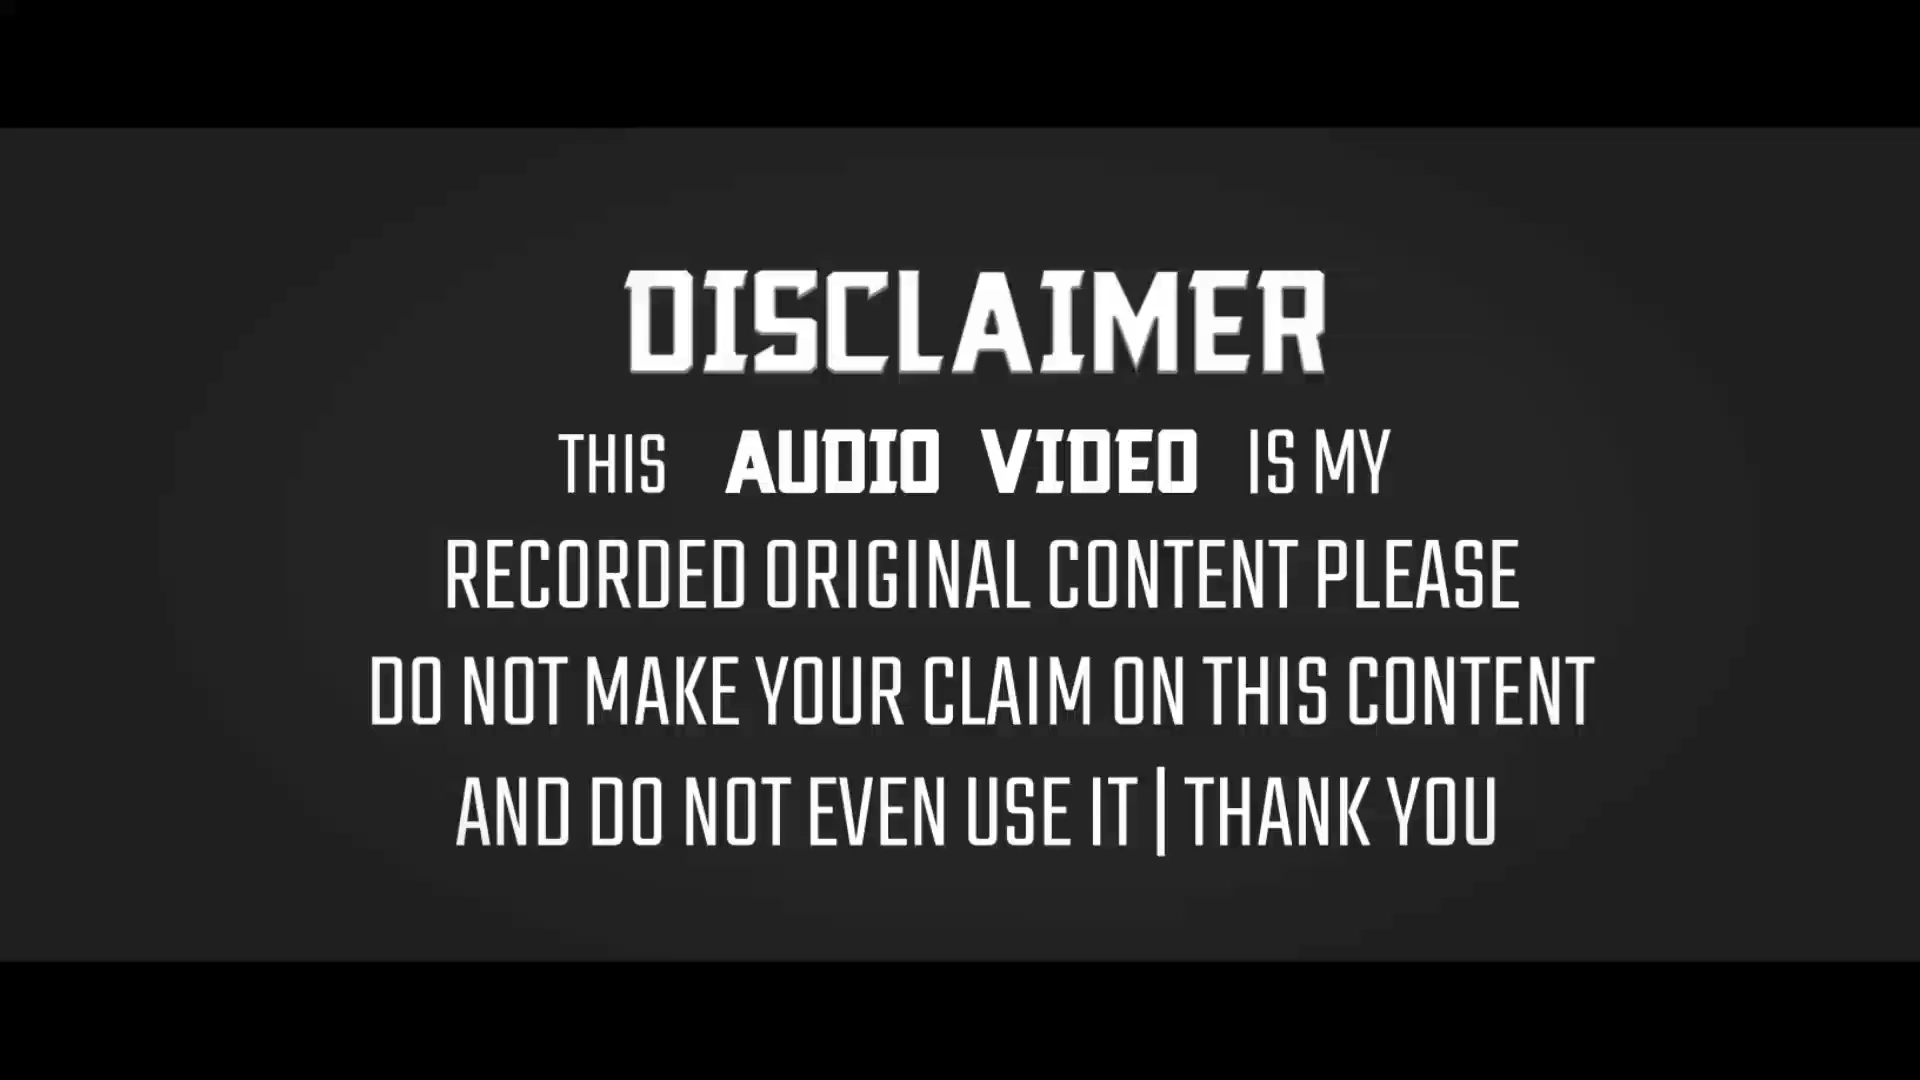 DISCLAIMER
THIS AUDIO VIDEO IS MY
RECORDED ORIGINAL CONTENT PLEASE
DO NOT MAKE YOUR CLAIM ON THIS CONTENT
AND DO NOT EVEN USE IT | THANK YOU